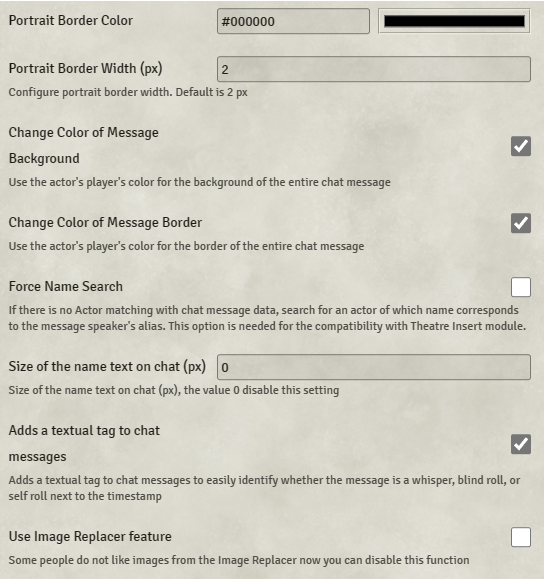 Portrait Border Color #000000
Portrait Border Width (px) 2
Configure portrait border width. Default is 2 px
Change Color of Message
Background
Use the actor's player's color for the background of the entire chat message
Change Color of Message Border
Use the actor's player's color for the border of the entire chat message
Force Name Search
If there is no Actor matching with chat message data, search for an actor of which name corresponds
to the message speaker's alias. This option is needed for the compatibility with Theatre Insert module.
Size of the name text on chat (px) 0
Size of the name text on chat (px), the value 0 disable this setting
Adds a textual tag to chat
messages
Adds a textual tag to chat messages to easily identify whether the message is a whisper, blind roll, or
self roll next to the timestamp
Use Image Replacer feature
Some people do not like images from the Image Replacer now you can disable this function